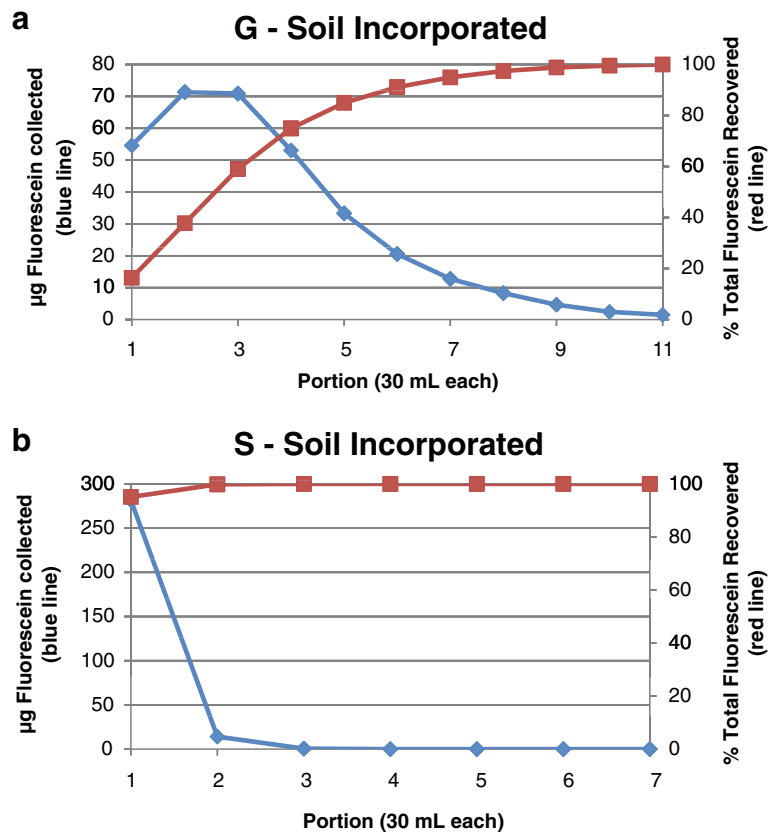 a
G - Soil Incorporated
µg Fluorescein collected
(blue line)
80
70
60
50
40
30
20
10
0
100
80
60
40
20
0
% Total Fluorescein Recovered
(red line)
1 3 5 7 9 11
Portion (30 mL each)
b
S - Soil Incorporated
µg Fluorescein collected
(blue line)
300
250
200
150
100
50
0
100
80
60
40
20
0
% Total Fluorescein Recovered
(red line)
1 2 3 4 5 6 7
Portion (30 mL each)